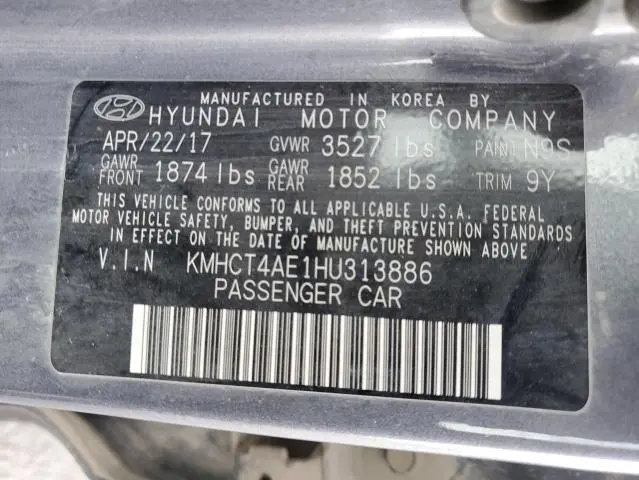 MANUFACTURED IN KOREA BY
HYUNDAI MOTOR COMPANY
APR/22/17 GVWR 3527 lbs PAINT N9S
GAWR FRONT 1874 lbs GAWR REAR 1852 lbs TRIM 9Y
THIS VEHICLE CONFORMS TO ALL APPLICABLE U.S.A. FEDERAL
MOTOR VEHICLE SAFETY, BUMPER, AND THEFT PREVENTION STANDARDS
IN EFFECT ON THE DATE OF MANUFACTURE SHOWN ABOVE.
V.I.N KMHCT4AE1HU313886
PASSENGER CAR